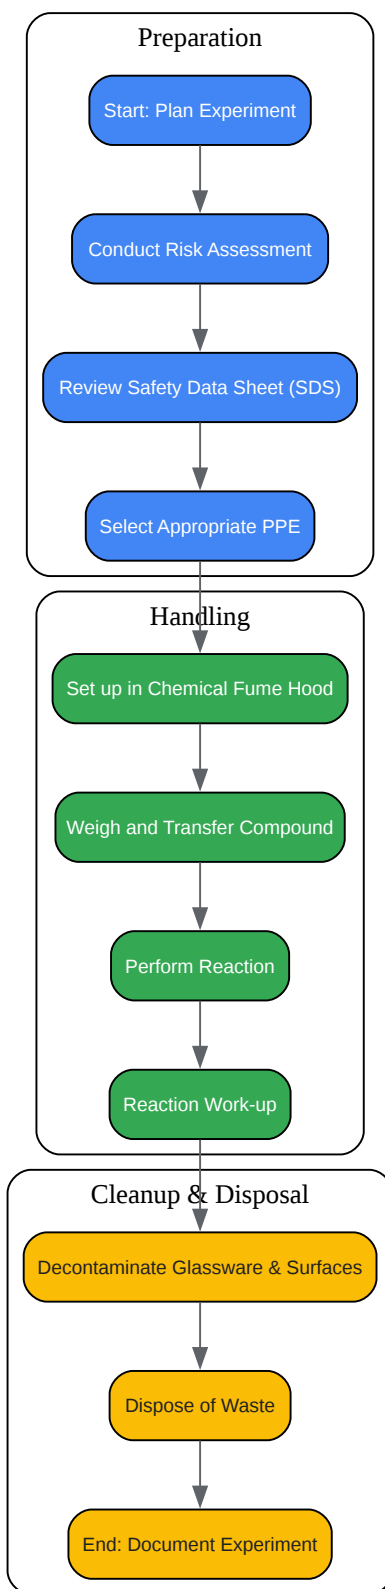 Preparation
Start: Plan Experiment
Conduct Risk Assessment
Review Safety Data Sheet (SDS)
Select Appropriate PPE
Handling
Set up in Chemical Fume Hood
Weigh and Transfer Compound
Perform Reaction
Reaction Work-up
Cleanup & Disposal
Decontaminate Glassware & Surfaces
Dispose of Waste
End: Document Experiment